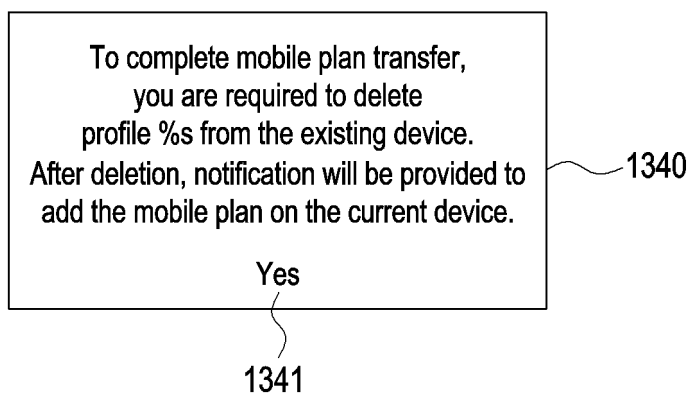 To complete mobile plan transfer,
you are required to delete
profile %s from the existing device.
After deletion, notification will be provided to
add the mobile plan on the current device.
1340
Yes
1341